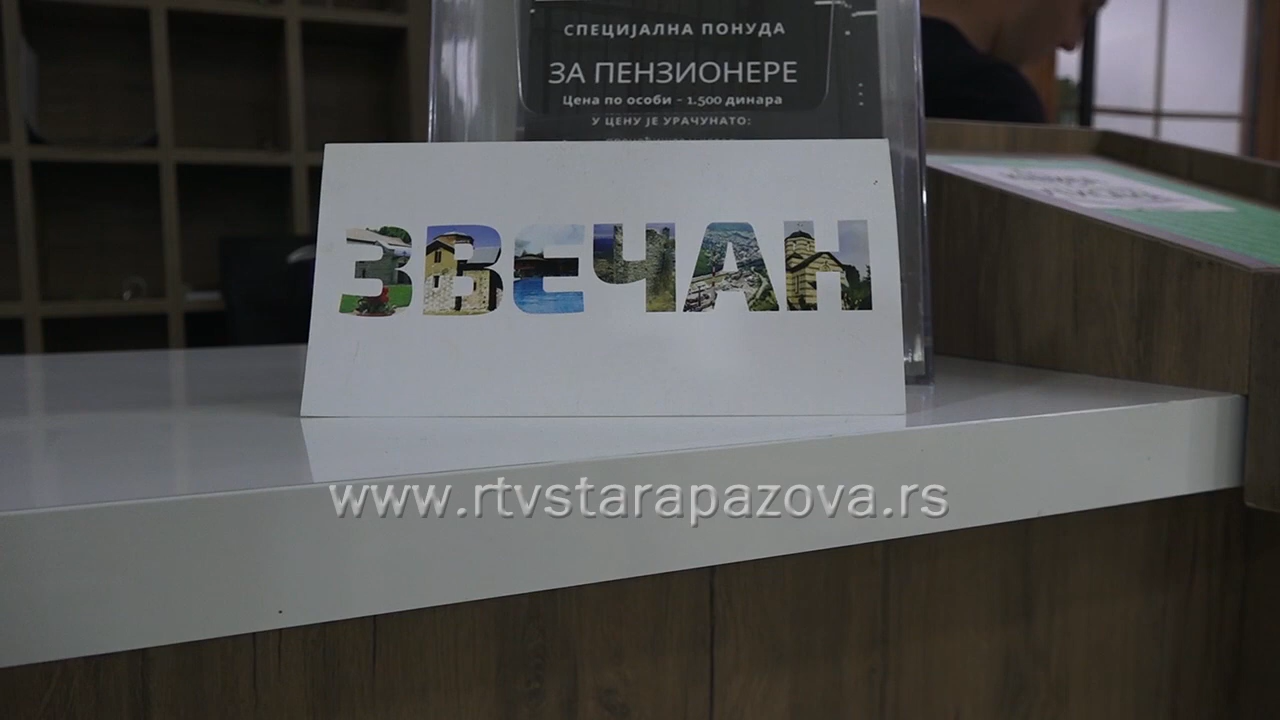 СПЕЦИЈАЛНА ПОНУДА
ЗА ПЕНЗИОНЕРЕ
Цена по особи - 1.500 динара
У ЦЕНУ ЈЕ УРАЧУНАТО:
ЗВЕЧАН
www.rtvstarapazova.rs